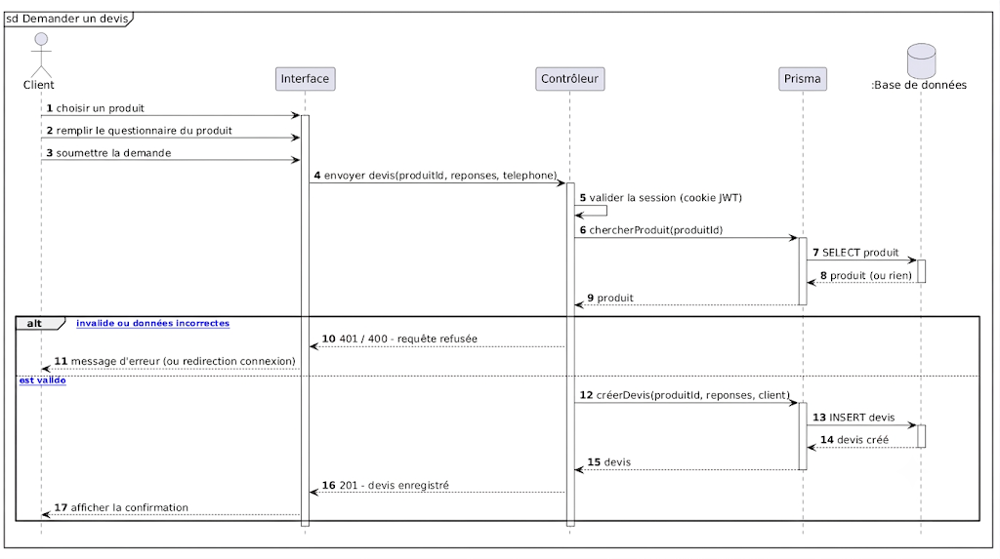 sd Demander un devis
Client
Interface
Contrôleur
Prisma
:Base de données
1 choisir un produit
2 remplir le questionnaire du produit
3 soumettre la demande
4 envoyer devis(produitId, reponses, telephone)
5 valider la session (cookie JWT)
6 chercherProduit(produitId)
7 SELECT produit
8 produit (ou rien)
9 produit
alt
invalide ou données incorrectes
10 401 / 400 - requête refusée
11 message d'erreur (ou redirection connexion)
est valide
12 créerDevis(produitId, reponses, client)
13 INSERT devis
14 devis créé
15 devis
16 201 - devis enregistré
17 afficher la confirmation